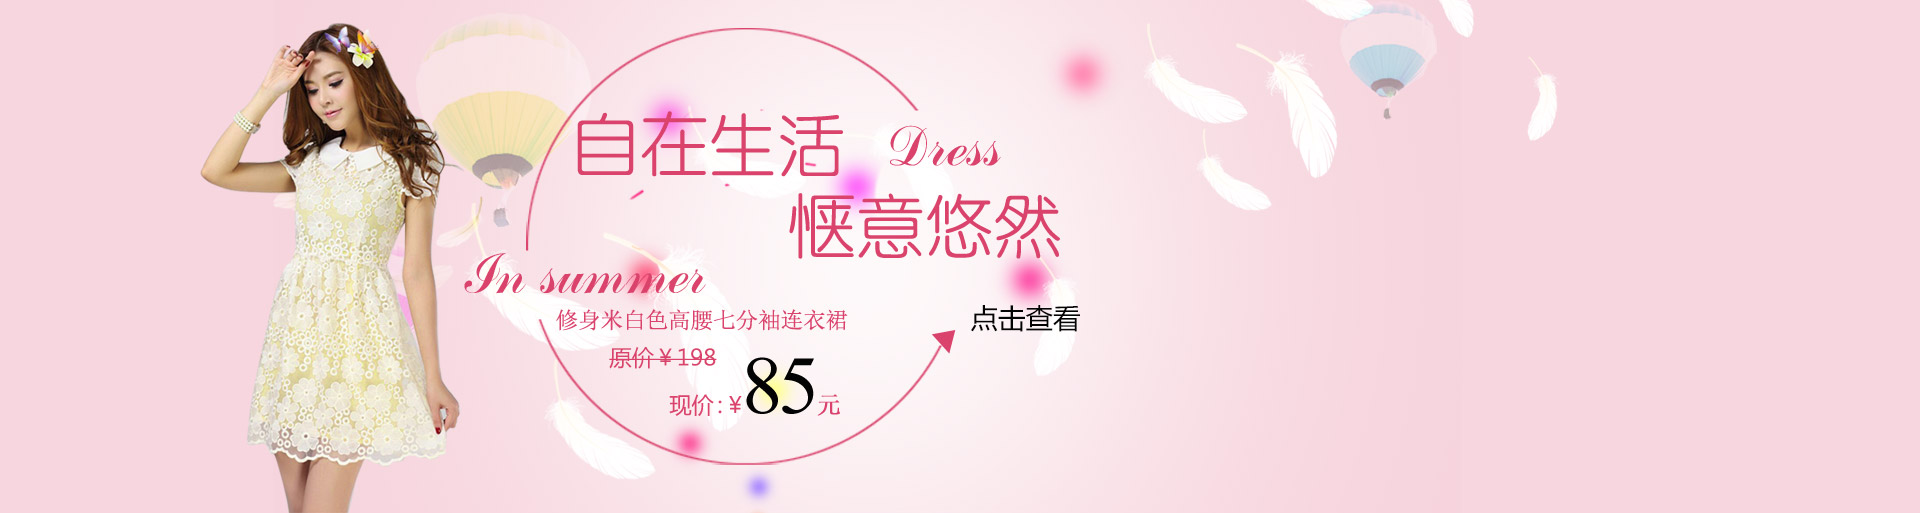 自在生活
Dress
惬意悠然
In summer
修身米白色高腰七分袖连衣裙
点击查看
原价¥198
现价:¥85元